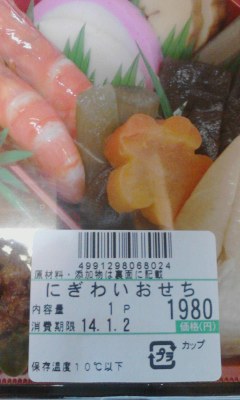 4991298068024
原材料・添加物は裏面に記載
にぎわいおせち
内容量 1 P 1980
消費期限 14.1.2 価格(円)
プラ カップ
保存温度10℃以下